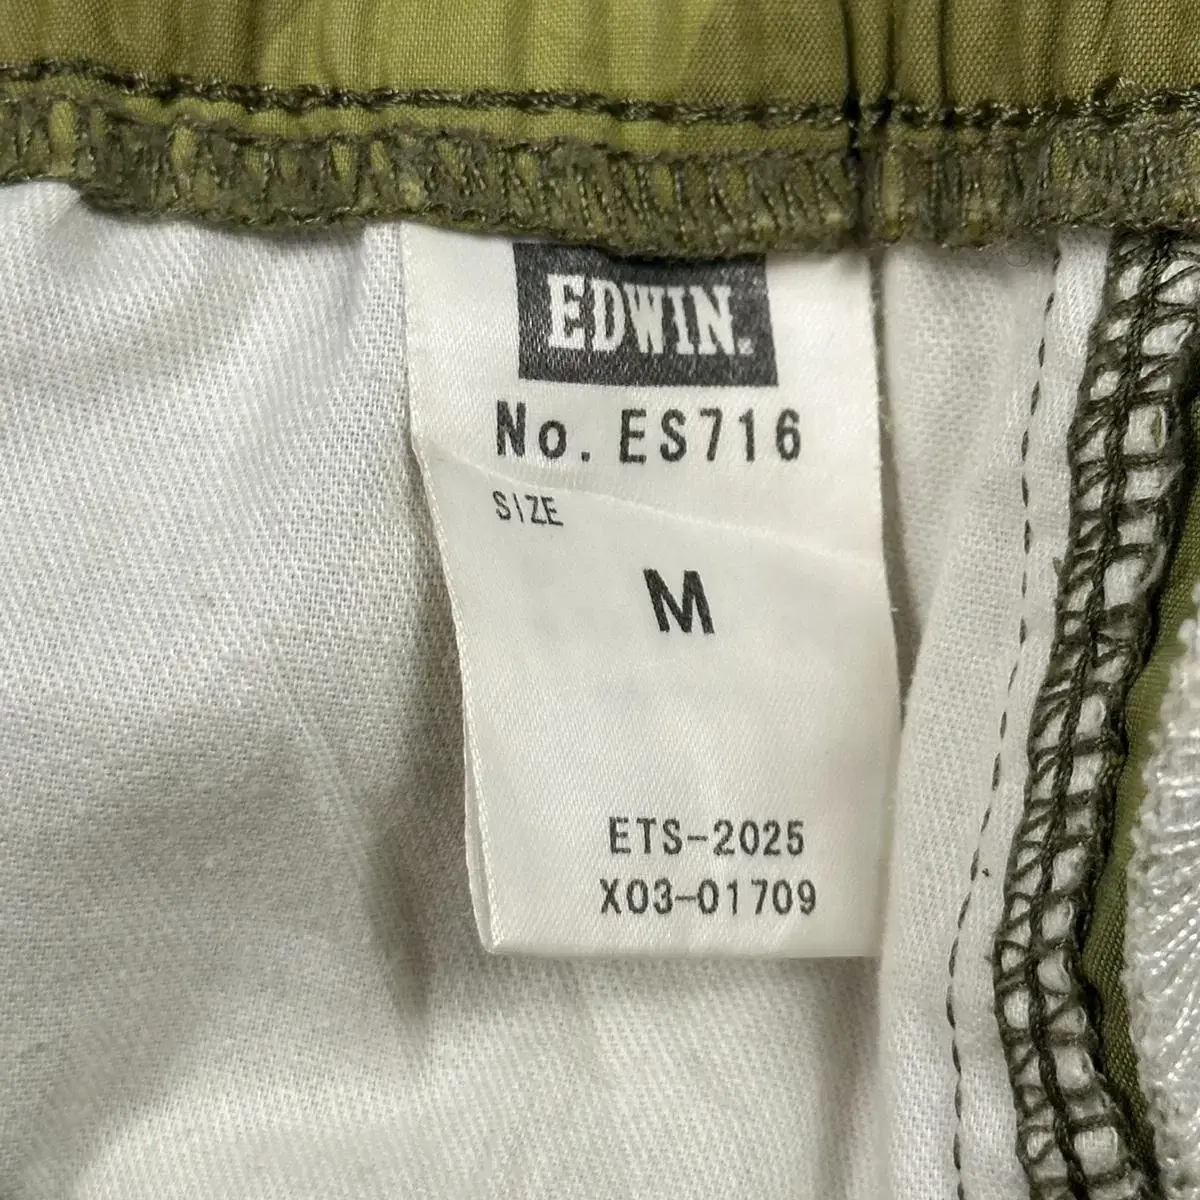 EDWIN.
No. ES716
SIZE
M
ETS-2025
X03-01709